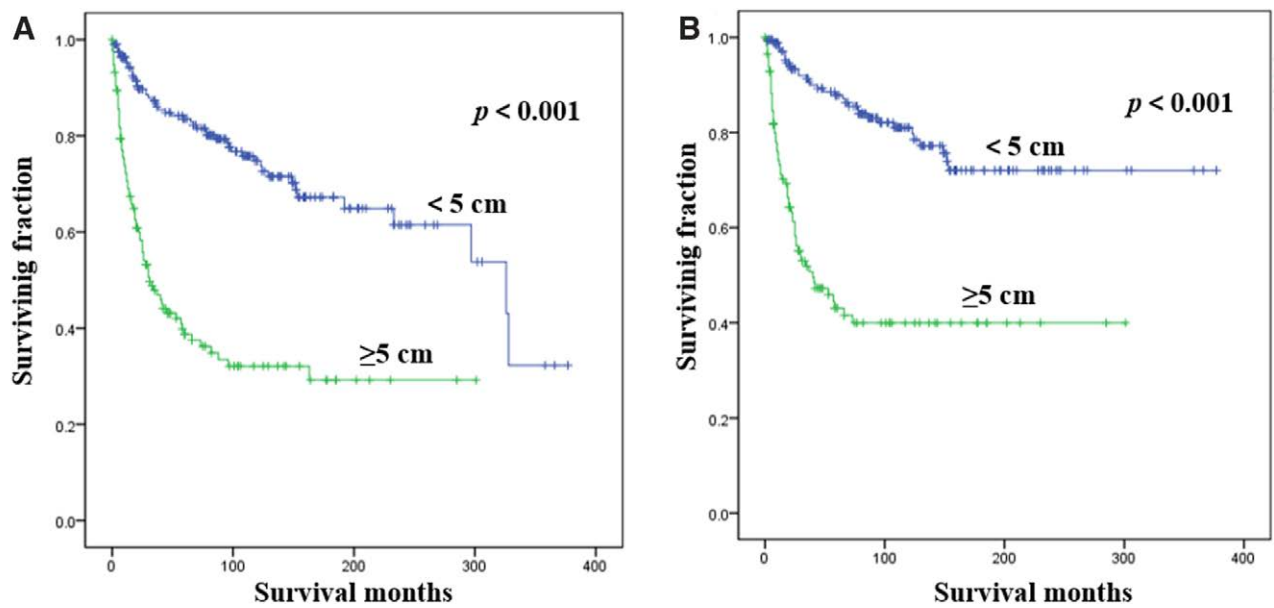 A
1.0
0.8
0.6
0.4
0.2
0.0
Survivinig fraction
p < 0.001
< 5 cm
≥5 cm
0 100 200 300 400
Survival months
B
1.0
0.8
0.6
0.4
0.2
0.0
Survivinig fraction
p < 0.001
< 5 cm
≥5 cm
0 100 200 300 400
Survival months